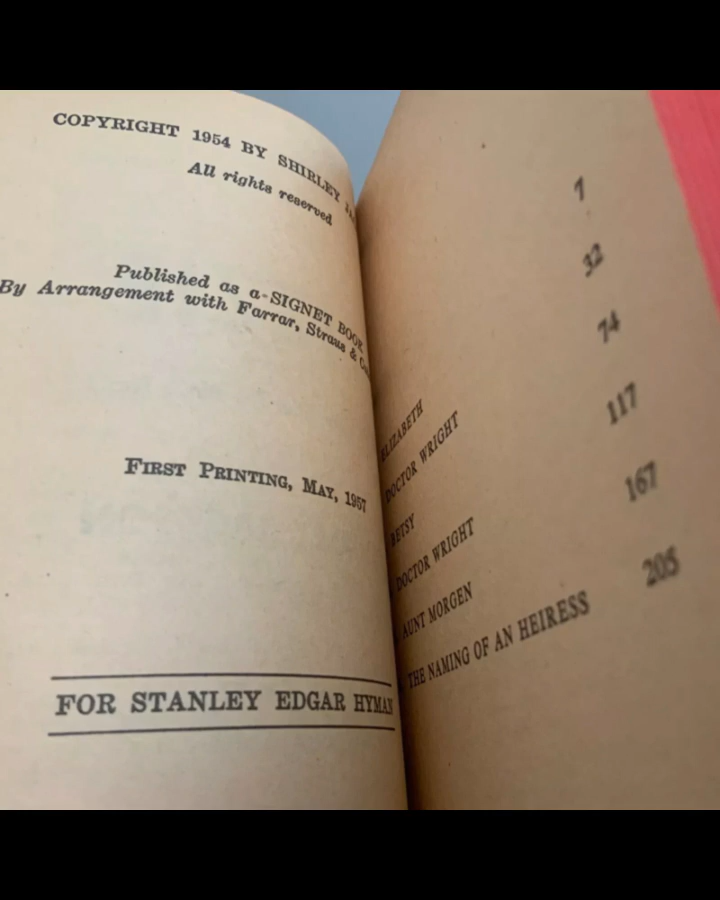 COPYRIGHT 1954 BY SHIRLEY
All rights reserved
Published as a SIGNET BOOK
By Arrangement with Farrar, Straus &
FIRST PRINTING, MAY, 1957
FOR STANLEY EDGAR HYMAN
ELIZABETH 7
DOCTOR WRIGHT 32
BETSY 74
DOCTOR WRIGHT 117
AUNT MORGEN 167
THE NAMING OF AN HEIRESS 205